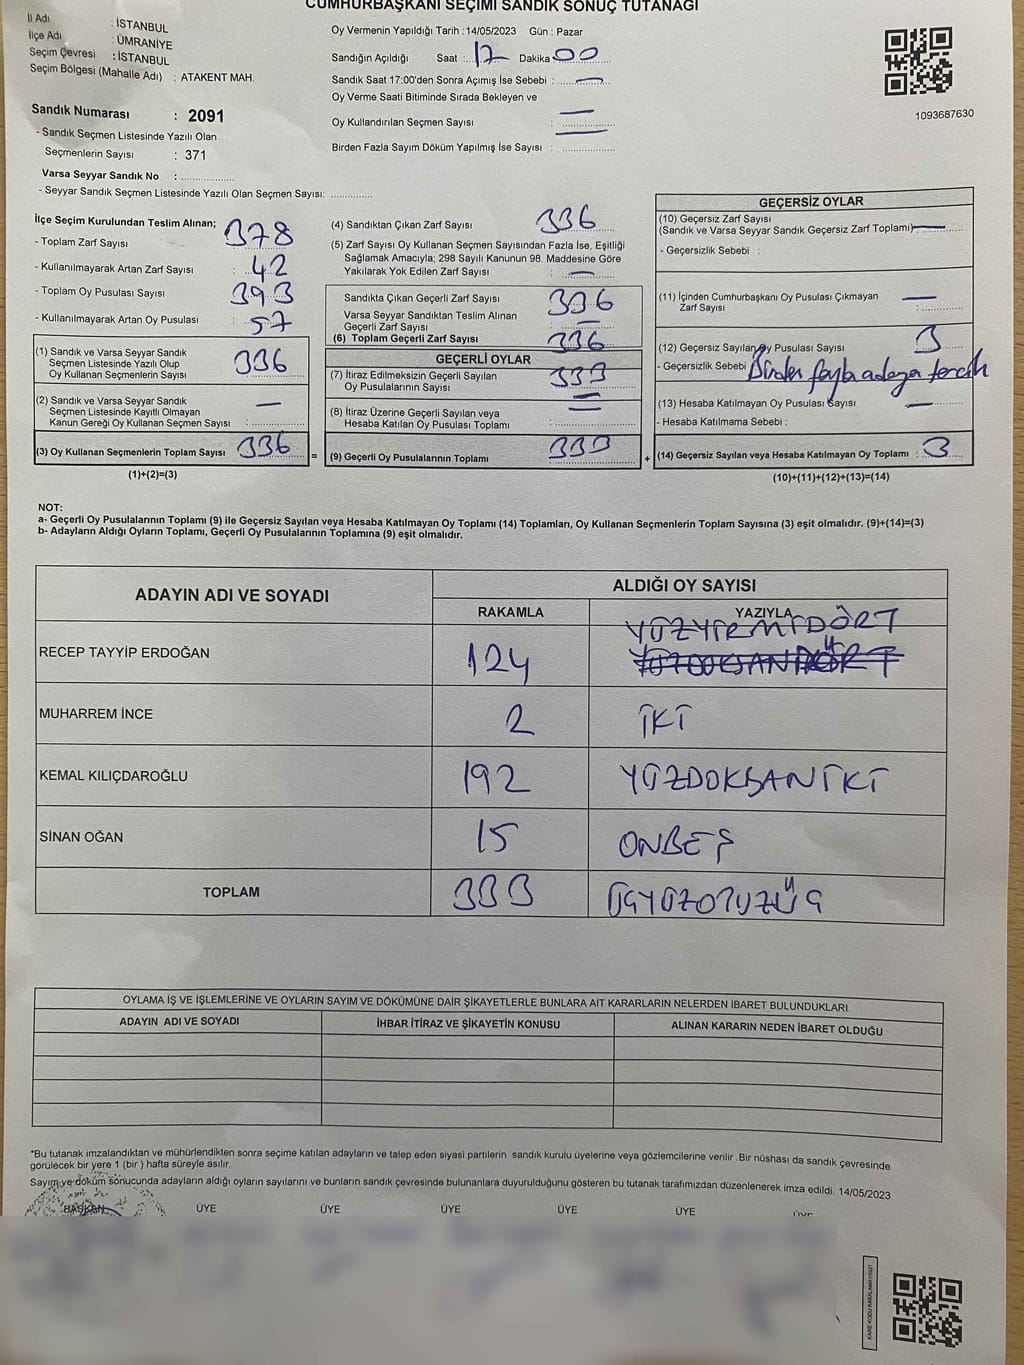 CUMHURBAŞKANI SEÇİMİ SANDIK SONUÇ TUTANAĞI
İl Adı : İSTANBUL
İlçe Adı : ÜMRANİYE
Seçim Çevresi : İSTANBUL
Seçim Bölgesi (Mahalle Adı) : ATAKENT MAH.
Sandık Numarası : 2091
- Sandık Seçmen Listesinde Yazılı Olan
Seçmenlerin Sayısı : 371
Varsa Seyyar Sandık No :
- Seyyar Sandık Seçmen Listesinde Yazılı Olan Seçmen Sayısı:
Oy Vermenin Yapıldığı Tarih : 14/05/2023 Gün : Pazar
Sandığın Açıldığı Saat : 17 Dakika 00
Sandık Saat 17:00'den Sonra Açımış İse Sebebi : —
Oy Verme Saati Bitiminde Sırada Bekleyen ve
Oy Kullandırılan Seçmen Sayısı : —
Birden Fazla Sayım Döküm Yapılmış İse Sayısı : —
1093687630
İlçe Seçim Kurulundan Teslim Alınan;
- Toplam Zarf Sayısı : 378
- Kullanılmayarak Artan Zarf Sayısı : 42
- Toplam Oy Pusulası Sayısı : 393
- Kullanılmayarak Artan Oy Pusulası : 57
(1) Sandık ve Varsa Seyyar Sandık
Seçmen Listesinde Yazılı Olup
Oy Kullanan Seçmenlerin Sayısı : 336
(2) Sandık ve Varsa Seyyar Sandık
Seçmen Listesinde Kayıtlı Olmayan
Kanun Gereği Oy Kullanan Seçmen Sayısı : —
(3) Oy Kullanan Seçmenlerin Toplam Sayısı : 336
(1)+(2)=(3)
(4) Sandıktan Çıkan Zarf Sayısı : 336
(5) Zarf Sayısı Oy Kullanan Seçmen Sayısından Fazla İse, Eşitliği
Sağlamak Amacıyla; 298 Sayılı Kanunun 98. Maddesine Göre
Yakılarak Yok Edilen Zarf Sayısı : —
Sandıkta Çıkan Geçerli Zarf Sayısı : 336
Varsa Seyyar Sandıktan Teslim Alınan
Geçerli Zarf Sayısı : —
(6) Toplam Geçerli Zarf Sayısı : 336
GEÇERLİ OYLAR
(7) İtiraz Edilmeksizin Geçerli Sayılan
Oy Pusulalarının Sayısı : 333
(8) İtiraz Üzerine Geçerli Sayılan veya
Hesaba Katılan Oy Pusulası Toplamı : —
= (9) Geçerli Oy Pusulalarının Toplamı : 333
GEÇERSİZ OYLAR
(10) Geçersiz Zarf Sayısı
(Sandık ve Varsa Seyyar Sandık Geçersiz Zarf Toplamı) : —
- Geçersizlik Sebebi :
(11) İçinden Cumhurbaşkanı Oy Pusulası Çıkmayan
Zarf Sayısı : —
(12) Geçersiz Sayılan Oy Pusulası Sayısı : 3
- Geçersizlik Sebebi : Birden fazla adaya tercih
(13) Hesaba Katılmayan Oy Pusulası Sayısı : —
- Hesaba Katılmama Sebebi :
+ (14) Geçersiz Sayılan veya Hesaba Katılmayan Oy Toplamı : 3
(10)+(11)+(12)+(13)=(14)
NOT:
a- Geçerli Oy Pusulalarının Toplamı (9) ile Geçersiz Sayılan veya Hesaba Katılmayan Oy Toplamı (14) Toplamları, Oy Kullanan Seçmenlerin Toplam Sayısına (3) eşit olmalıdır. (9)+(14)=(3)
b- Adayların Aldığı Oyların Toplamı, Geçerli Oy Pusulalarının Toplamına (9) eşit olmalıdır.
ADAYIN ADI VE SOYADI ALDIĞI OY SAYISI
RAKAMLA YAZIYLA
RECEP TAYYİP ERDOĞAN 124 YÜZYİRMİDÖRT
MUHARREM İNCE 2 İKİ
KEMAL KILIÇDAROĞLU 192 YÜZDOKSANİKİ
SİNAN OĞAN 15 ONBEŞ
TOPLAM 333 ÜÇYÜZOTUZÜÇ
OYLAMA İŞ VE İŞLEMLERİNE VE OYLARIN SAYIM VE DÖKÜMÜNE DAİR ŞİKAYETLERLE BUNLARA AİT KARARLARIN NELERDEN İBARET BULUNDUKLARI
ADAYIN ADI VE SOYADI İHBAR İTİRAZ VE ŞİKAYETİN KONUSU ALINAN KARARIN NEDEN İBARET OLDUĞU
*Bu tutanak imzalandıktan ve mühürlendikten sonra seçime katılan adayların ve talep eden siyasi partilerin sandık kurulu üyelerine veya gözlemcilerine verilir .Bir nüshası da sandık çevresinde
görülecek bir yere 1 (bir ) hafta süreyle asılır.
Sayım ve döküm sonucunda adayların aldığı oyların sayılarını ve bunların sandık çevresinde bulunanlara duyurulduğunu gösteren bu tutanak tarafımızdan düzenlenerek imza edildi. 14/05/2023
BAŞKAN ÜYE ÜYE ÜYE ÜYE ÜYE ÜYE
KARE KODU KARALAMAYINIZ!